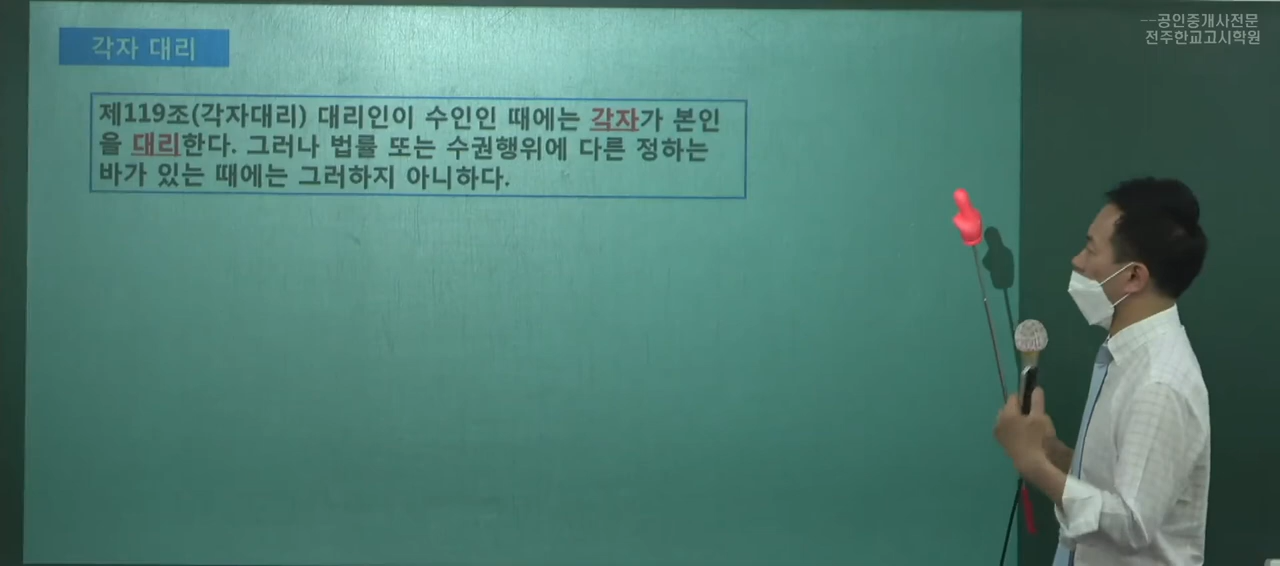 --공인중개사전문
전주한교고시학원
각자 대리
제119조(각자대리) 대리인이 수인인 때에는 각자가 본인
을 대리한다. 그러나 법률 또는 수권행위에 다른 정하는
바가 있는 때에는 그러하지 아니하다.